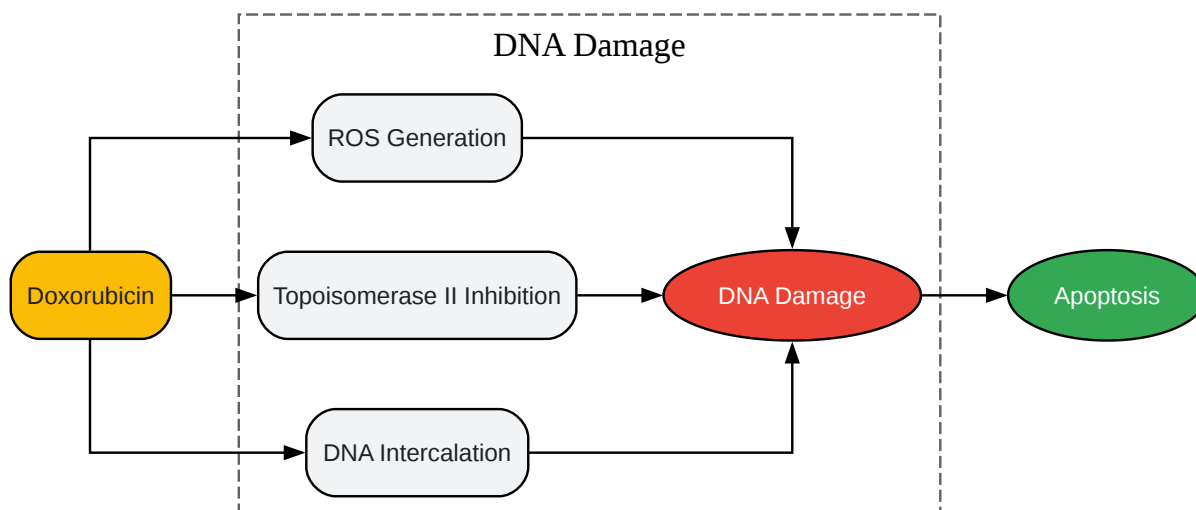 DNA Damage
ROS Generation
Doxorubicin
Topoisomerase II Inhibition
DNA Damage
Apoptosis
DNA Intercalation